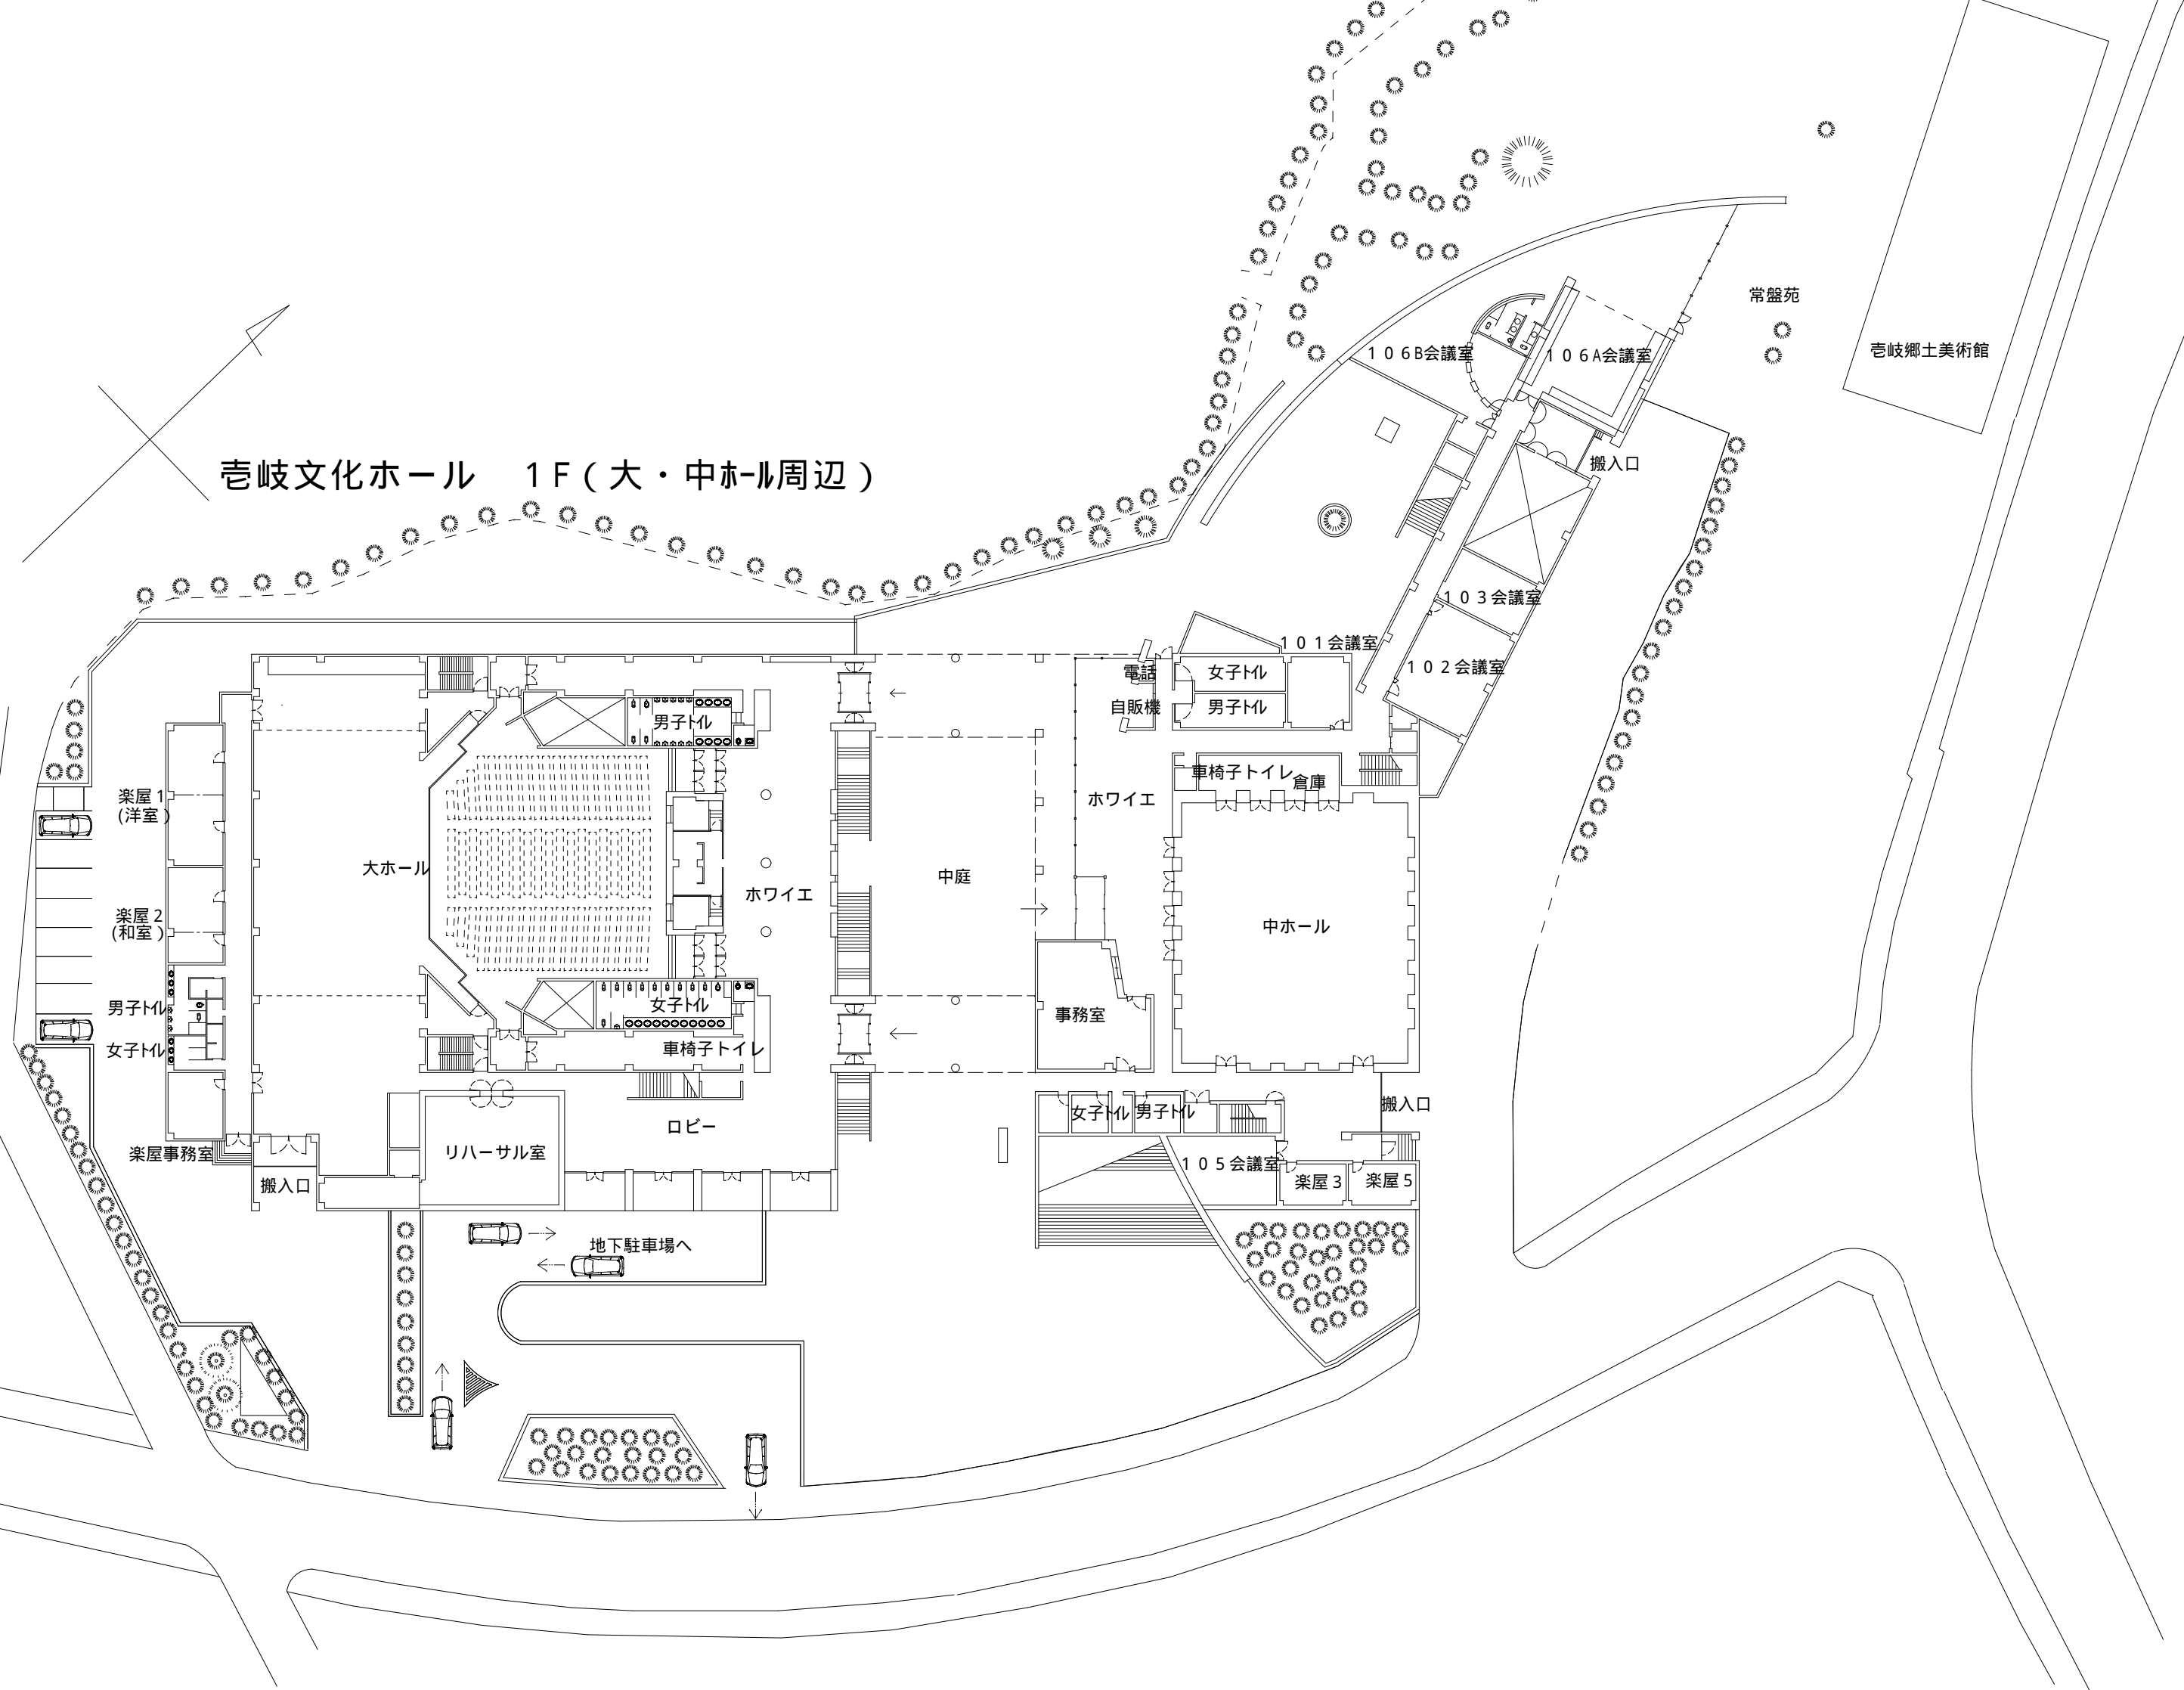 常盤苑
壱岐郷土美術館
１０６B会議室
１０６A会議室
搬入口
壱岐文化ホール　１F(大・中ﾎｰﾙ周辺)
１０３会議室
１０１会議室
１０２会議室
電話
女子ﾄｲﾚ
自販機
男子ﾄｲﾚ
男子ﾄｲﾚ
車椅子トイレ
倉庫
楽屋１
(洋室)
ホワイエ
大ホール
中庭
ホワイエ
楽屋２
(和室)
中ホール
男子ﾄｲﾚ
女子ﾄｲﾚ
事務室
女子ﾄｲﾚ
車椅子トイレ
搬入口
女子ﾄｲﾚ
男子ﾄｲﾚ
ロビー
楽屋事務室
リハーサル室
１０５会議室
搬入口
楽屋３
楽屋５
地下駐車場へ